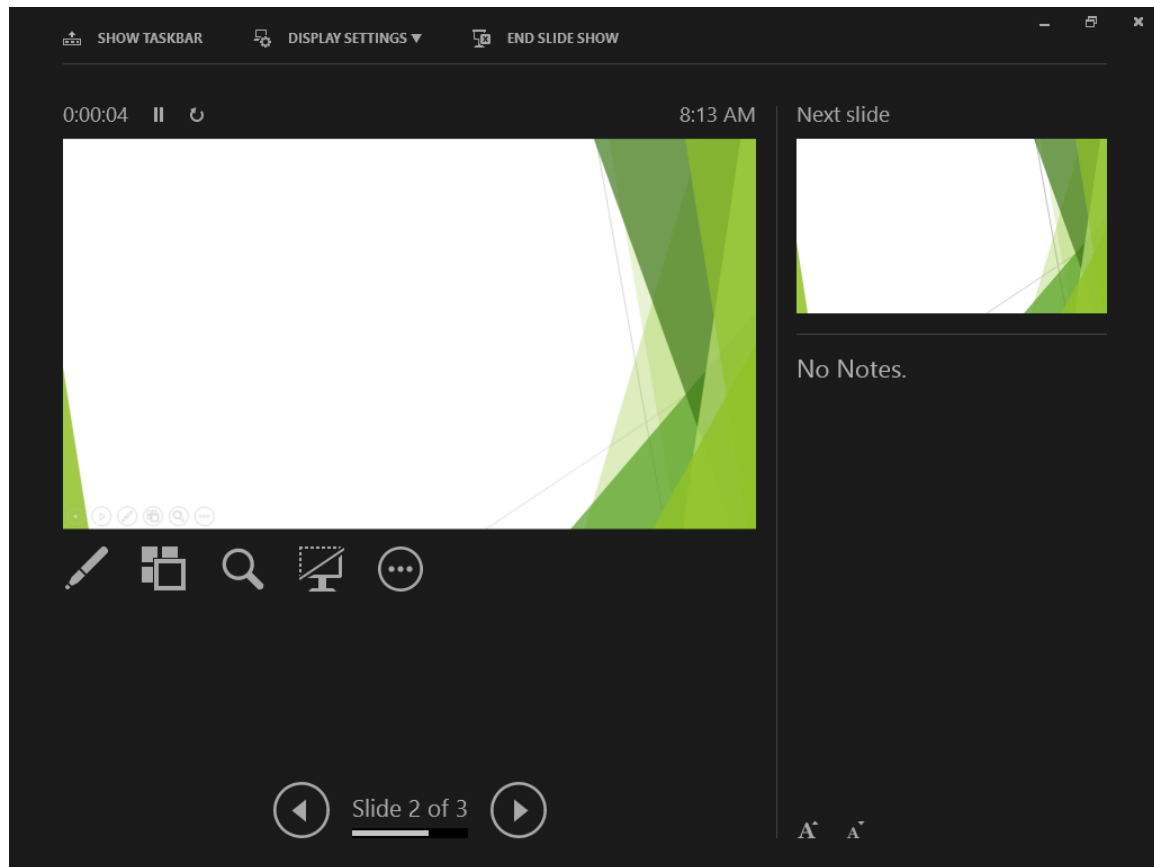 SHOW TASKBAR
DISPLAY SETTINGS ▼
END SLIDE SHOW
0:00:04
8:13 AM
Next slide
No Notes.
Slide 2 of 3
A A